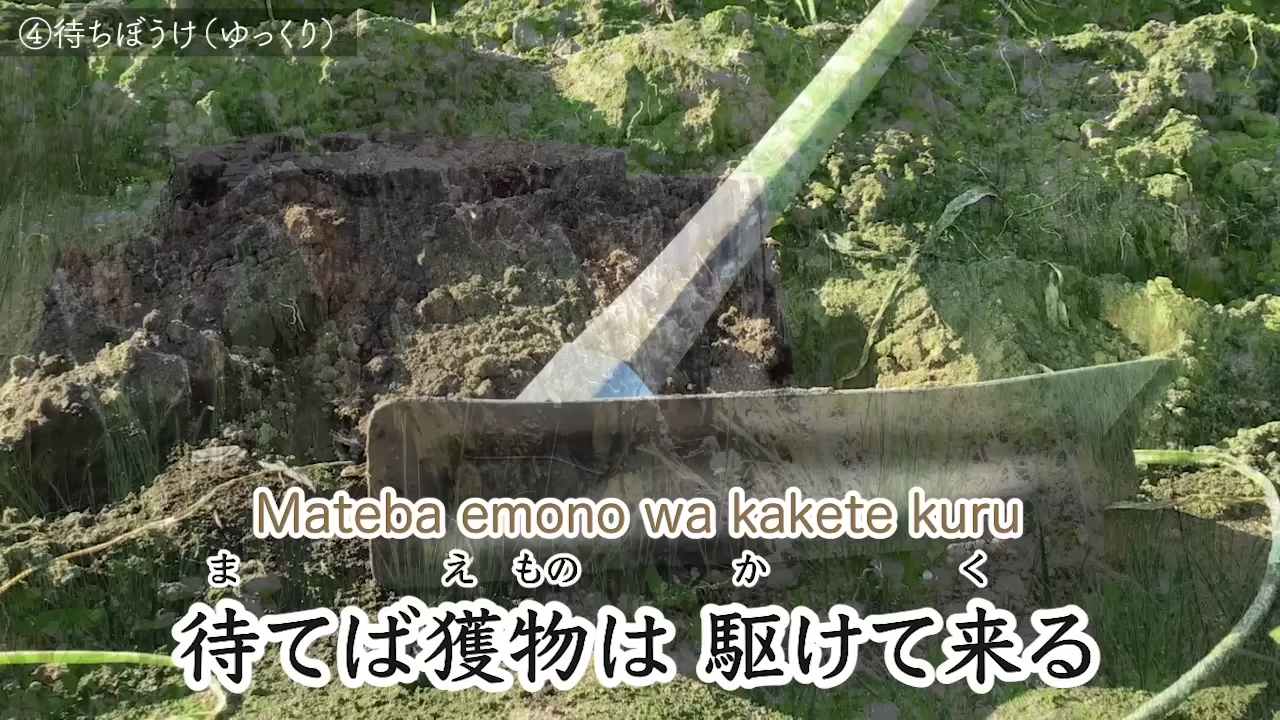 ④待ちぼうけ（ゆっくり）
Mateba emono wa kakete kuru
ま え もの か く
待てば獲物は 駆けて来る